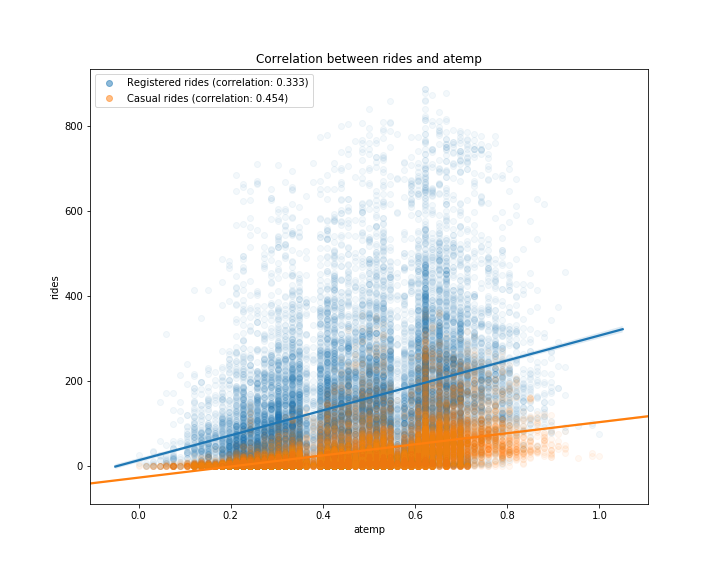 Correlation between rides and atemp
Registered rides (correlation: 0.333)
Casual rides (correlation: 0.454)
800
600
400
200
0
rides
0.0 0.2 0.4 0.6 0.8 1.0
atemp